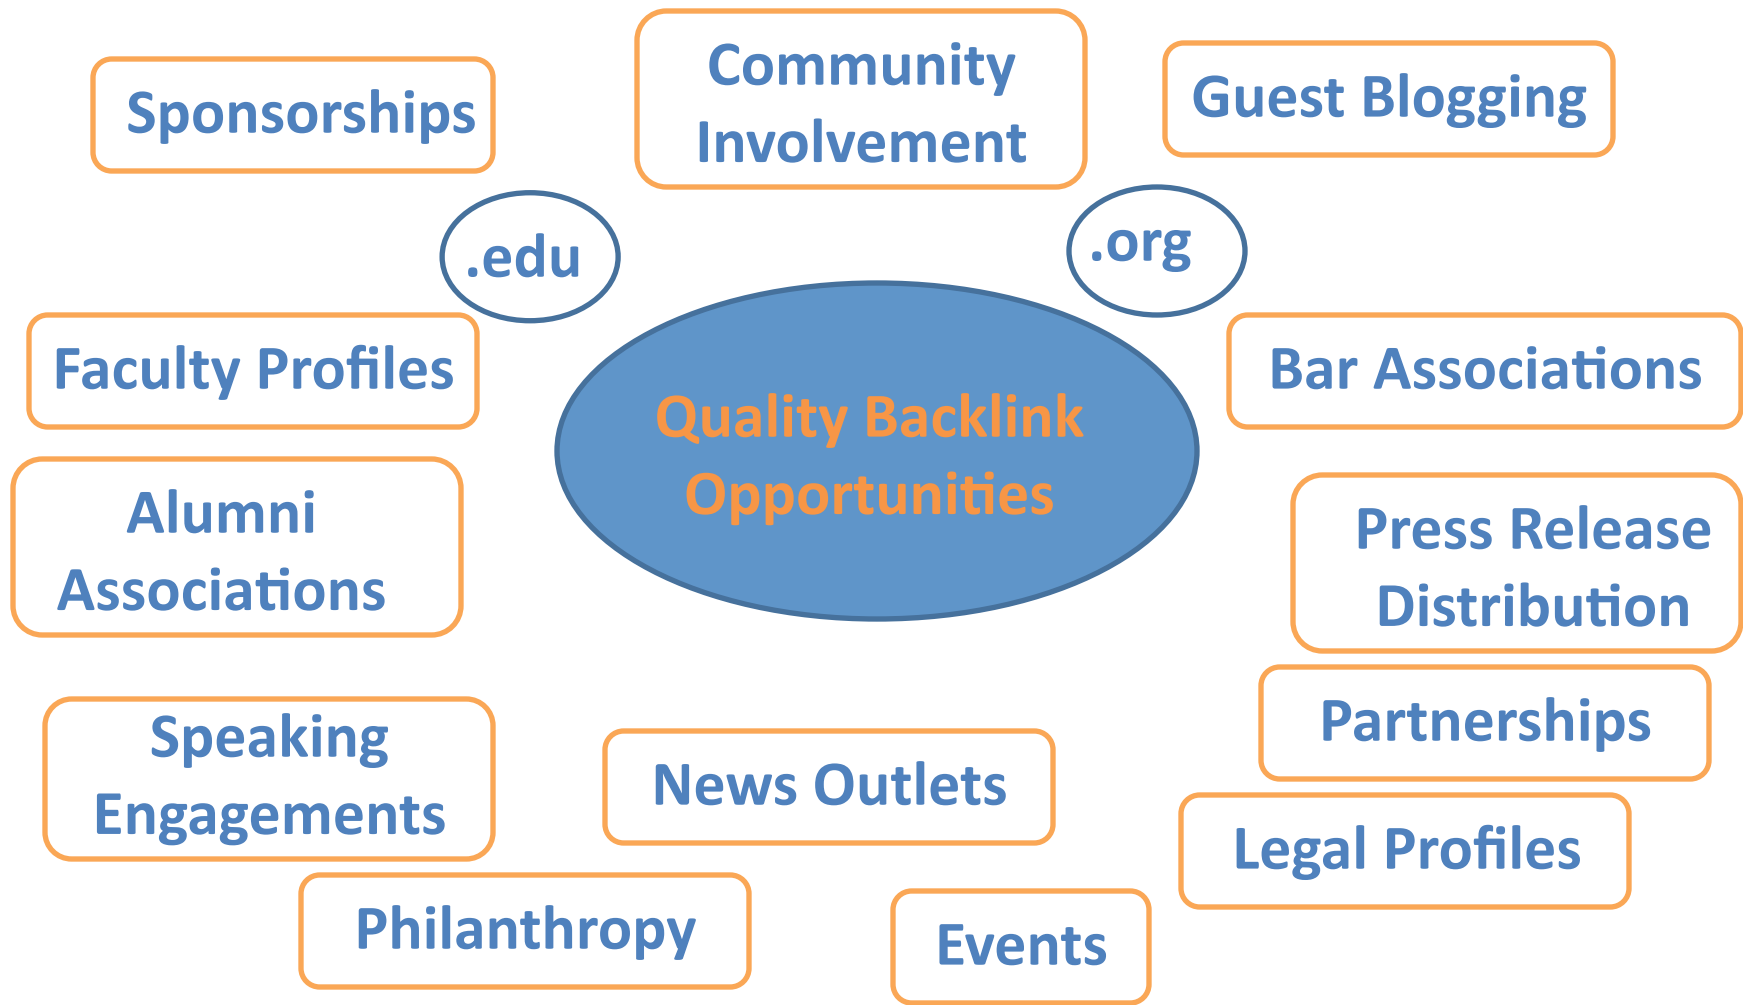 Sponsorships
Community
Involvement
Guest Blogging
.edu
.org
Faculty Profiles
Bar Associations
Quality Backlink
Opportunities
Alumni
Associations
Press Release
Distribution
Speaking
Engagements
News Outlets
Partnerships
Legal Profiles
Philanthropy
Events